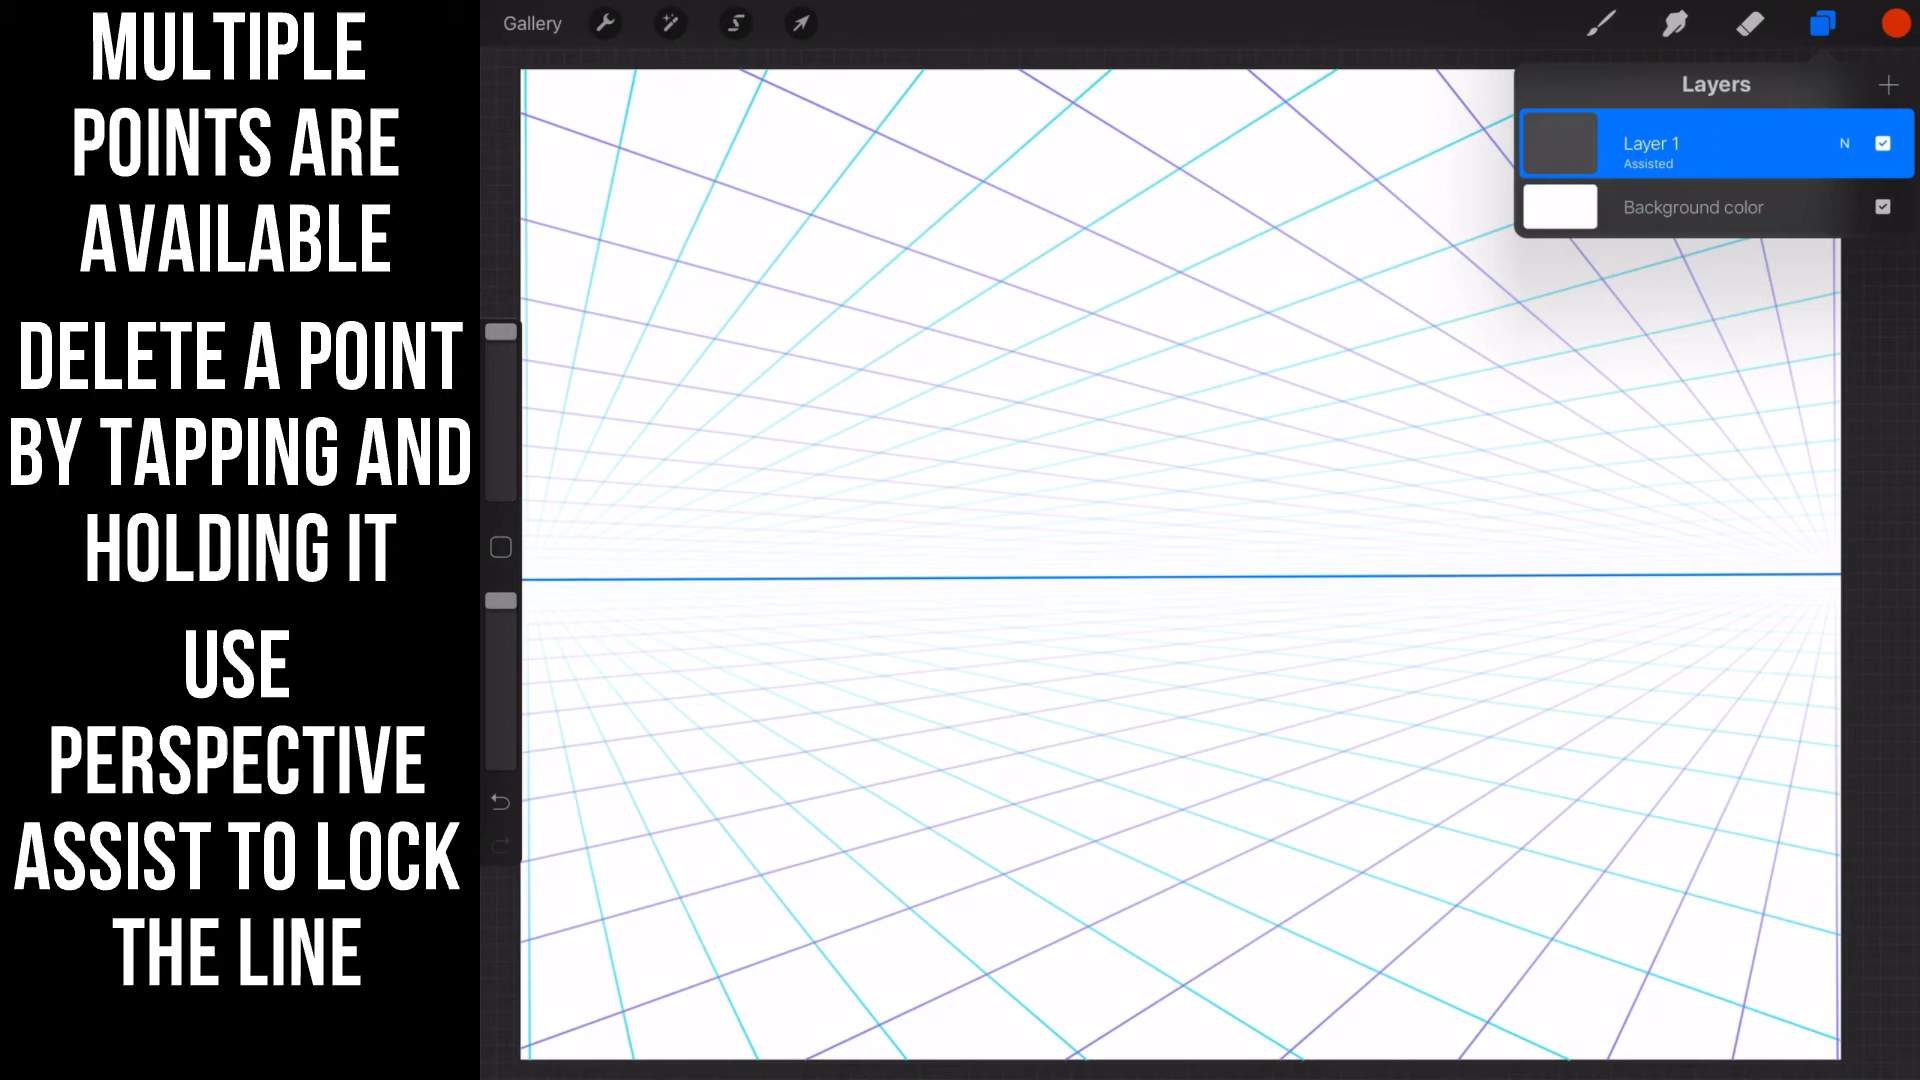 MULTIPLE
POINTS ARE
AVAILABLE
DELETE A POINT
BY TAPPING AND
HOLDING IT
USE
PERSPECTIVE
ASSIST TO LOCK
THE LINE
Gallery
Layers
Layer 1
N
Assisted
Background color